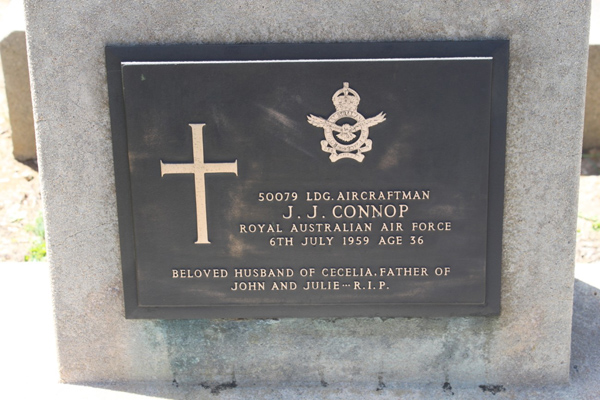 50079 LDG. AIRCRAFTMAN
J. J. CONNOP
ROYAL AUSTRALIAN AIR FORCE
6TH JULY 1959 AGE 36
BELOVED HUSBAND OF CECELIA. FATHER OF
JOHN AND JULIE ··· R.I.P.